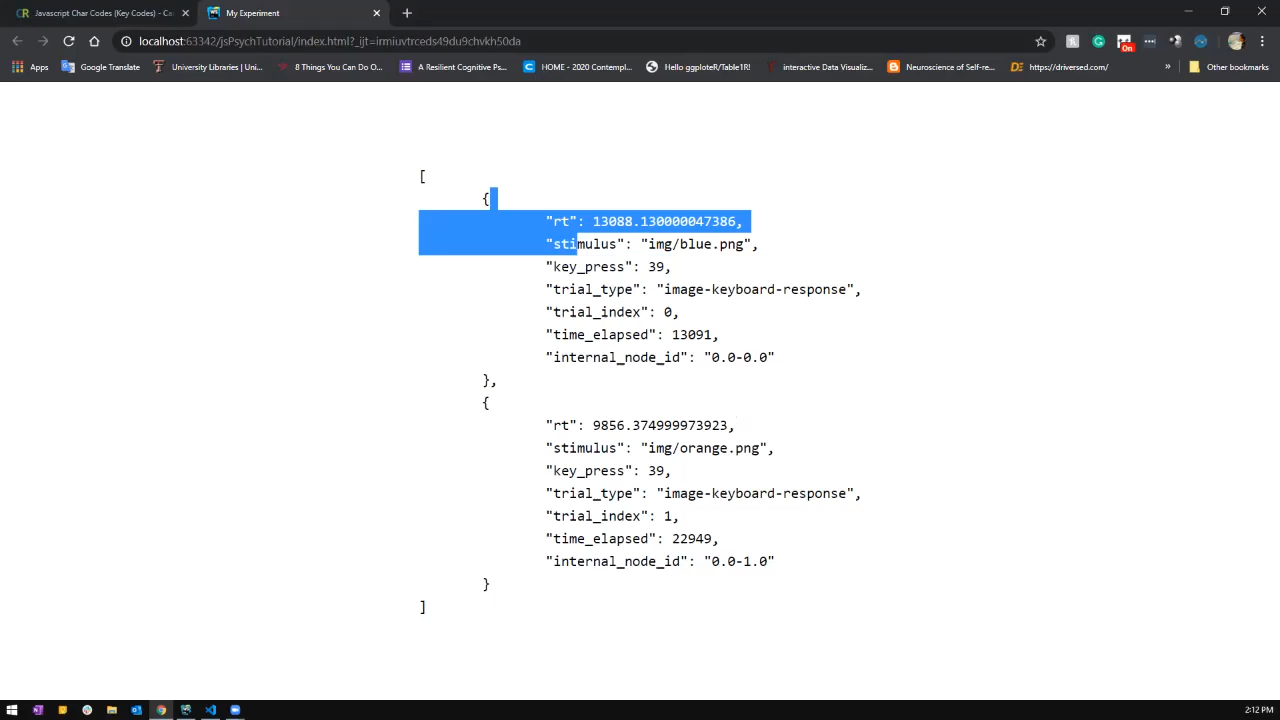 Javascript Char Codes (Key Codes) - Ca
My Experiment
localhost:63342/jsPsychTutorial/index.html?_ijt=irmiuvtrceds49du9chvkh50da
On
Apps
Google Translate
University Libraries | Uni...
8 Things You Can Do O...
A Resilient Cognitive Ps...
HOME - 2020 Contempl...
Hello ggploteR/Table1R!
interactive Data Visualiz...
Neuroscience of Self-re...
https://driversed.com/
»
Other bookmarks
[
{
"rt": 13088.130000047386,
"stimulus": "img/blue.png",
"key_press": 39,
"trial_type": "image-keyboard-response",
"trial_index": 0,
"time_elapsed": 13091,
"internal_node_id": "0.0-0.0"
},
{
"rt": 9856.374999973923,
"stimulus": "img/orange.png",
"key_press": 39,
"trial_type": "image-keyboard-response",
"trial_index": 1,
"time_elapsed": 22949,
"internal_node_id": "0.0-1.0"
}
]
2:12 PM